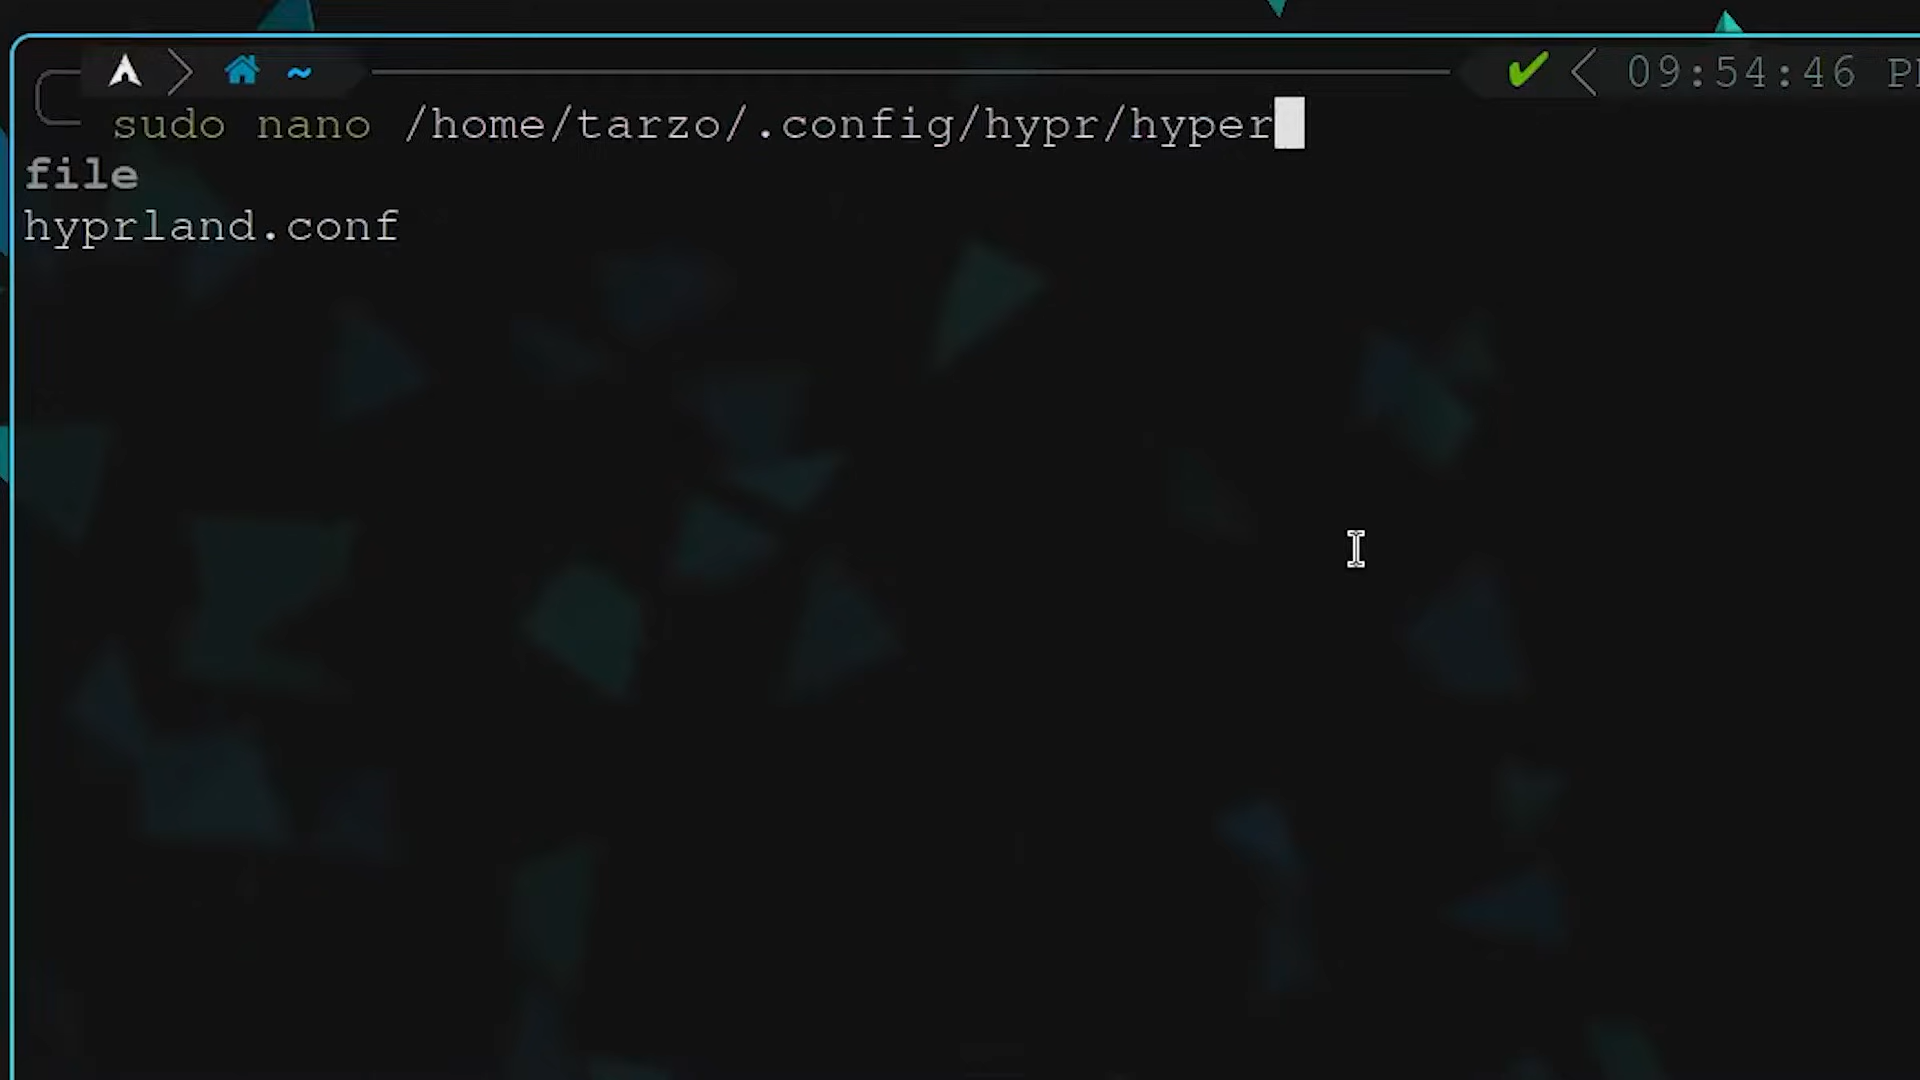 ~ 09:54:46 P
sudo nano /home/tarzo/.config/hypr/hyper
file
hyprland.conf